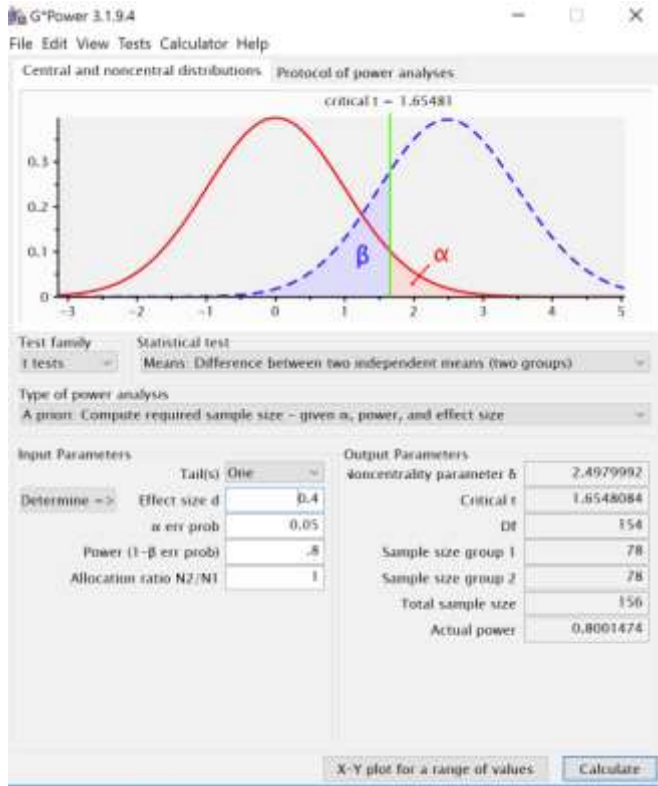 G*Power 3.1.9.4
File Edit View Tests Calculator Help
Central and noncentral distributions Protocol of power analyses
critical t = 1.65481
0.3
0.2
0.1
0
β
α
-3 -2 -1 0 1 2 3 4 5
Test family Statistical test
t tests Means: Difference between two independent means (two groups)
Type of power analysis
A priori: Compute required sample size - given α, power, and effect size
Input Parameters
Tail(s) One
Determine => Effect size d 0.4
α err prob 0.05
Power (1-β err prob) .8
Allocation ratio N2/N1 1
Output Parameters
Noncentrality parameter δ 2.4979992
Critical t 1.6548084
Df 154
Sample size group 1 78
Sample size group 2 78
Total sample size 156
Actual power 0.8001474
X-Y plot for a range of values Calculate